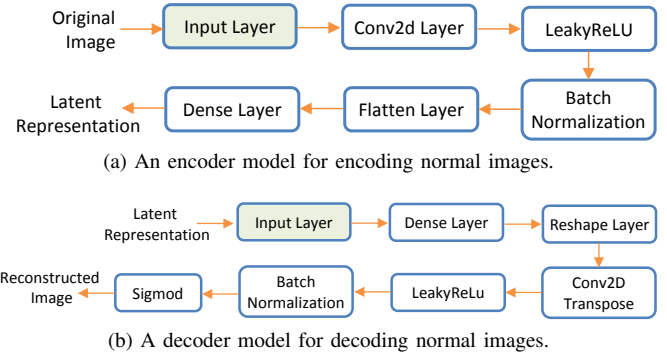 Original
Image
Input Layer
Conv2d Layer
LeakyReLU
Batch
Normalization
Flatten Layer
Dense Layer
Latent
Representation
(a) An encoder model for encoding normal images.
Latent
Representation
Input Layer
Dense Layer
Reshape Layer
Conv2D
Transpose
LeakyReLu
Batch
Normalization
Sigmod
Reconstructed
Image
(b) A decoder model for decoding normal images.